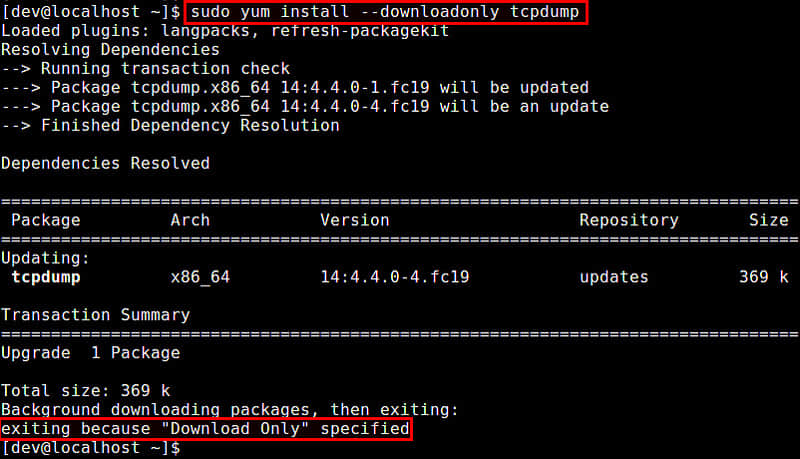 [dev@localhost ~]$ sudo yum install --downloadonly tcpdump
Loaded plugins: langpacks, refresh-packagekit
Resolving Dependencies
--> Running transaction check
---> Package tcpdump.x86_64 14:4.4.0-1.fc19 will be updated
---> Package tcpdump.x86_64 14:4.4.0-4.fc19 will be an update
--> Finished Dependency Resolution
Dependencies Resolved
================================================================================
Package Arch Version Repository Size
================================================================================
Updating:
tcpdump x86_64 14:4.4.0-4.fc19 updates 369 k
Transaction Summary
================================================================================
Upgrade 1 Package
Total size: 369 k
Background downloading packages, then exiting:
exiting because "Download Only" specified
[dev@localhost ~]$